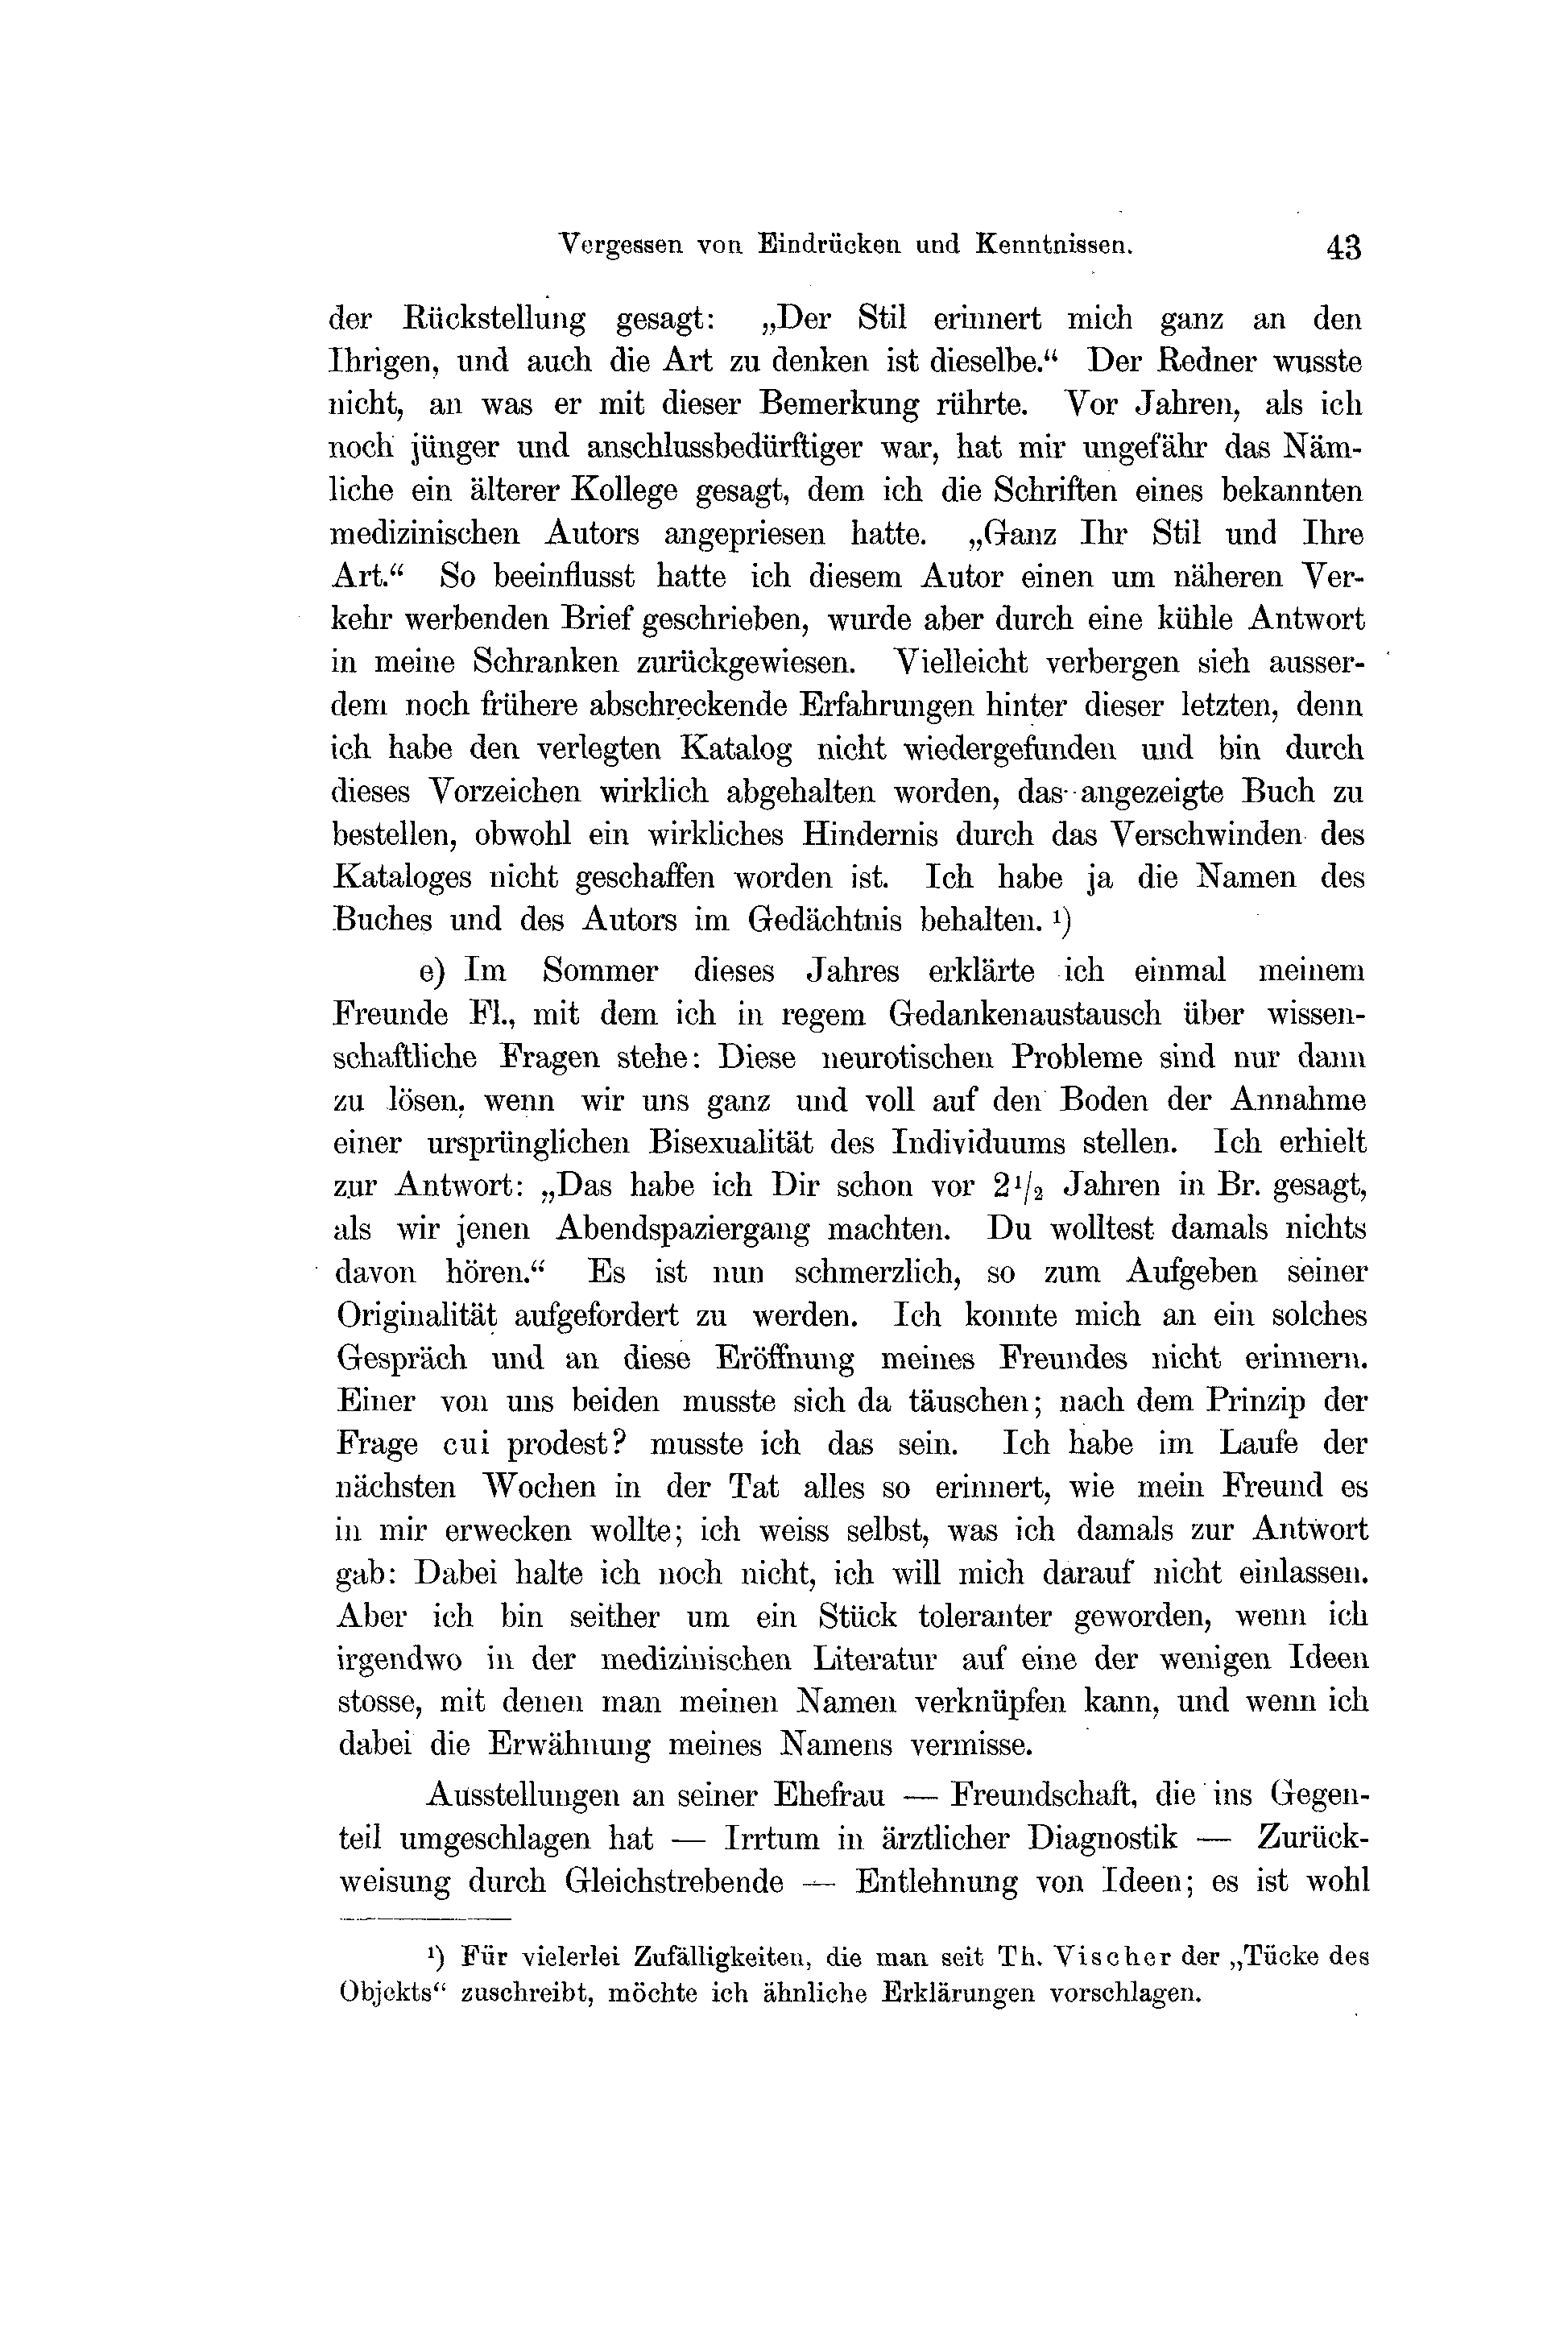 Vergessen von Eindrücken und Kenntnissen. 43
der Rückstellung gesagt: „Der Stil erinnert mich ganz an den
Ihrigen, und auch die Art zu denken ist dieselbe.“ Der Redner wusste
nicht, an was er mit dieser Bemerkung rührte. Vor Jahren, als ich
noch jünger und anschlussbedürftiger war, hat mir ungefähr das Näm-
liche ein älterer Kollege gesagt, dem ich die Schriften eines bekannten
medizinischen Autors angepriesen hatte. „Ganz Ihr Stil und Ihre
Art.“ So beeinflusst hatte ich diesem Autor einen um näheren Ver-
kehr werbenden Brief geschrieben, wurde aber durch eine kühle Antwort
in meine Schranken zurückgewiesen. Vielleicht verbergen sich ausser-
dem noch frühere abschreckende Erfahrungen hinter dieser letzten, denn
ich habe den verlegten Katalog nicht wiedergefunden und bin durch
dieses Vorzeichen wirklich abgehalten worden, das angezeigte Buch zu
bestellen, obwohl ein wirkliches Hindernis durch das Verschwinden des
Kataloges nicht geschaffen worden ist. Ich habe ja die Namen des
Buches und des Autors im Gedächtnis behalten. ¹)
e) Im Sommer dieses Jahres erklärte ich einmal meinem
Freunde Fl., mit dem ich in regem Gedankenaustausch über wissen-
schaftliche Fragen stehe: Diese neurotischen Probleme sind nur dann
zu lösen, wenn wir uns ganz und voll auf den Boden der Annahme
einer ursprünglichen Bisexualität des Individuums stellen. Ich erhielt
zur Antwort: „Das habe ich Dir schon vor 2¹/₂ Jahren in Br. gesagt,
als wir jenen Abendspaziergang machten. Du wolltest damals nichts
davon hören.“ Es ist nun schmerzlich, so zum Aufgeben seiner
Originalität aufgefordert zu werden. Ich konnte mich an ein solches
Gespräch und an diese Eröffnung meines Freundes nicht erinnern.
Einer von uns beiden musste sich da täuschen; nach dem Prinzip der
Frage cui prodest? musste ich das sein. Ich habe im Laufe der
nächsten Wochen in der Tat alles so erinnert, wie mein Freund es
in mir erwecken wollte; ich weiss selbst, was ich damals zur Antwort
gab: Dabei halte ich noch nicht, ich will mich darauf nicht einlassen.
Aber ich bin seither um ein Stück toleranter geworden, wenn ich
irgendwo in der medizinischen Literatur auf eine der wenigen Ideen
stosse, mit denen man meinen Namen verknüpfen kann, und wenn ich
dabei die Erwähnung meines Namens vermisse.
Ausstellungen an seiner Ehefrau — Freundschaft, die ins Gegen-
teil umgeschlagen hat — Irrtum in ärztlicher Diagnostik — Zurück-
weisung durch Gleichstrebende — Entlehnung von Ideen; es ist wohl
¹) Für vielerlei Zufälligkeiten, die man seit Th. Vischer der „Tücke des
Objekts“ zuschreibt, möchte ich ähnliche Erklärungen vorschlagen.